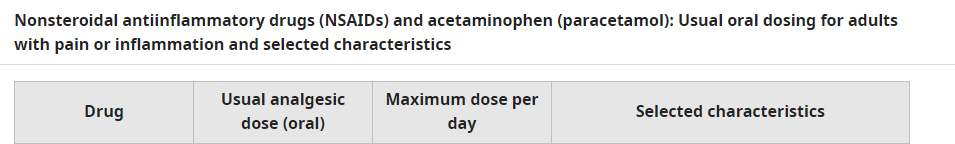 Nonsteroidal antiinflammatory drugs (NSAIDs) and acetaminophen (paracetamol): Usual oral dosing for adults
with pain or inflammation and selected characteristics
Drug
Usual analgesic
dose (oral)
Maximum dose per
day
Selected characteristics